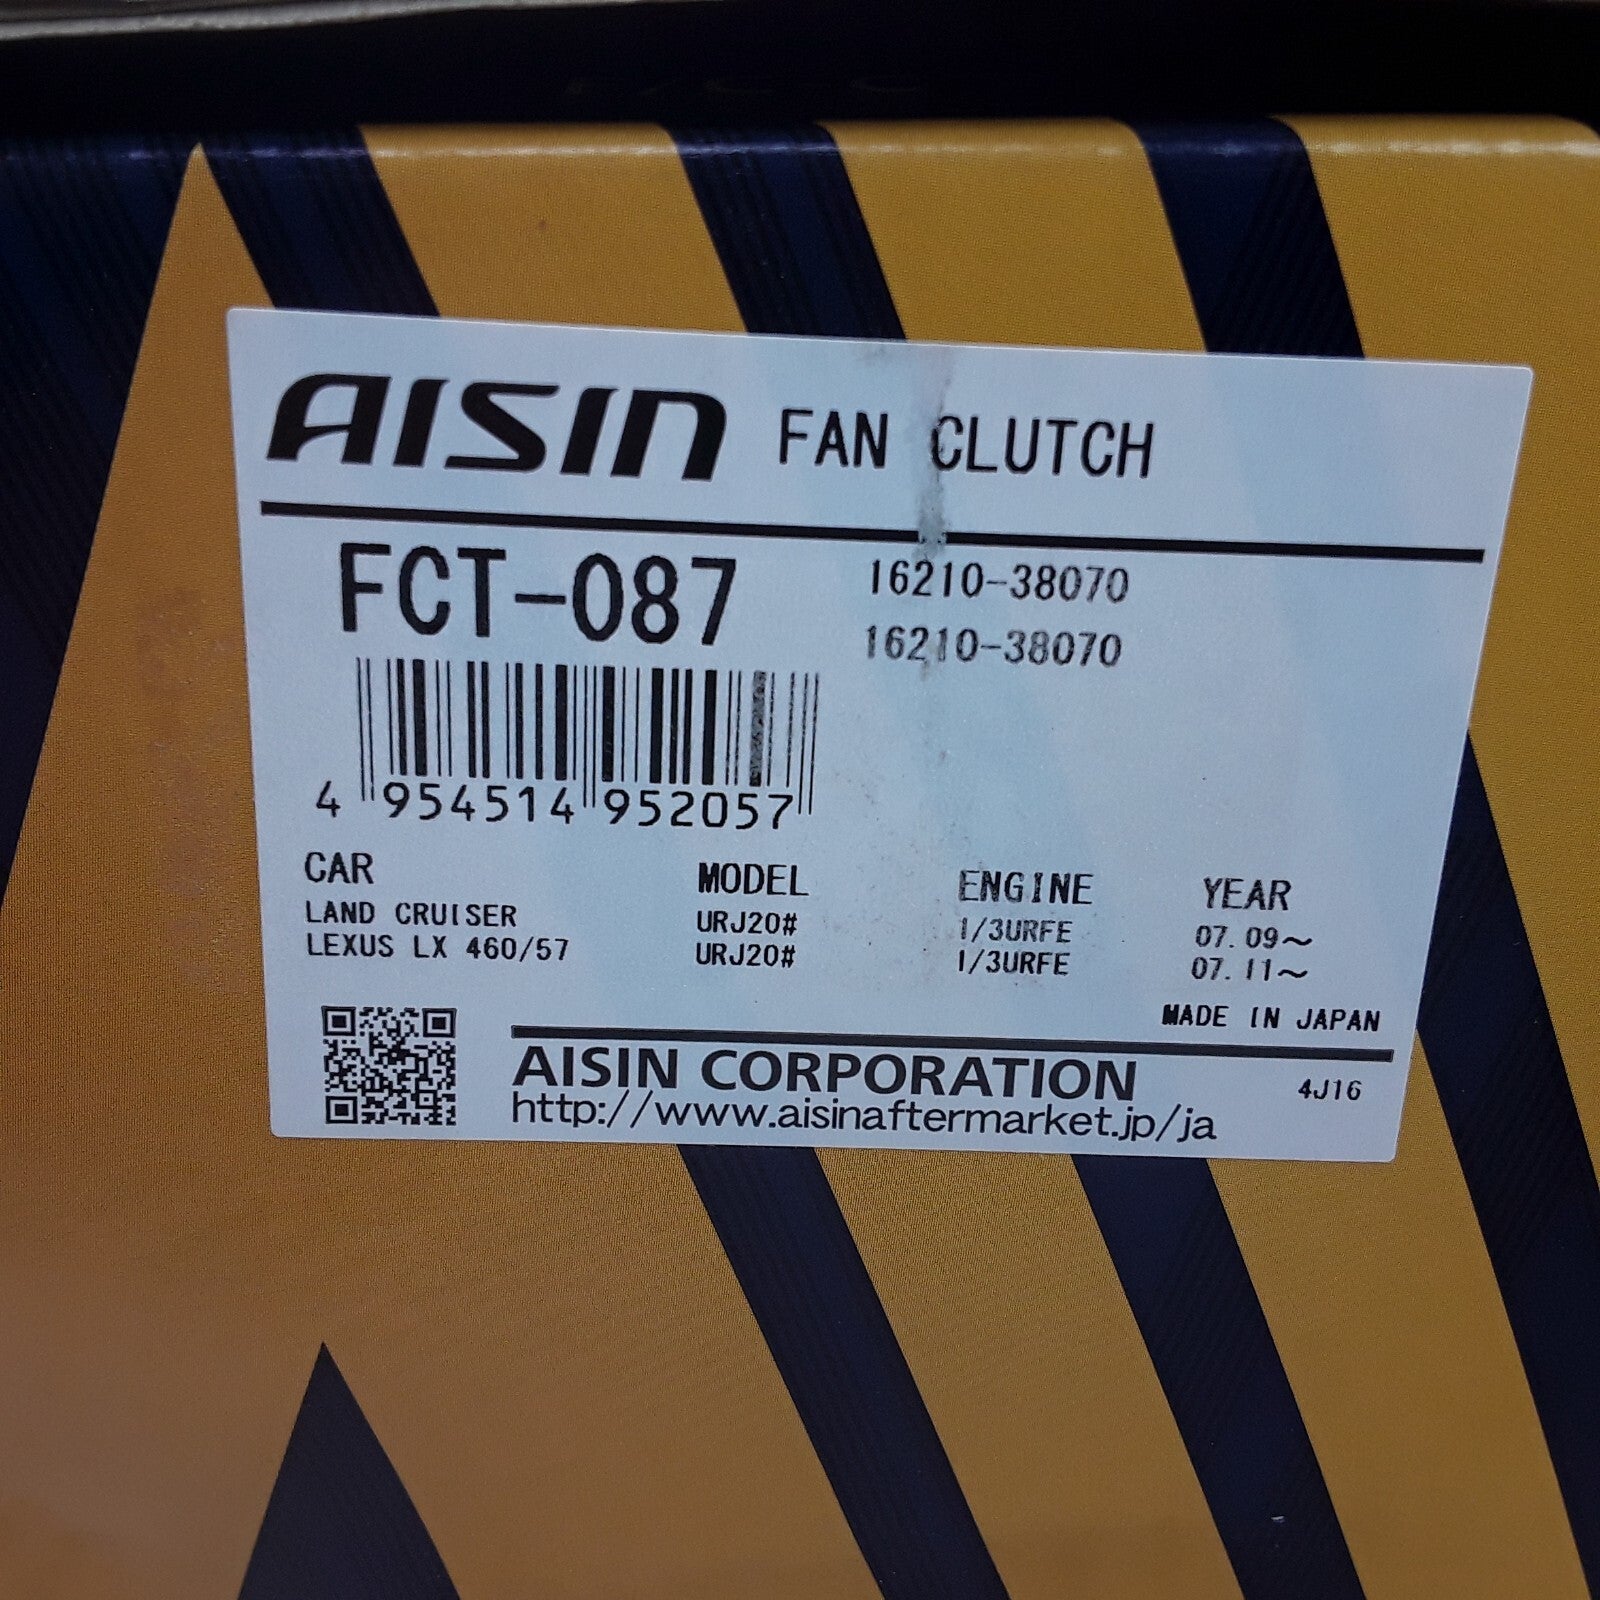 AISIN FAN CLUTCH
FCT-087
16210-38070
16210-38070
4 954514 952057
CAR MODEL ENGINE YEAR
LAND CRUISER URJ20# 1/3URFE 07. 09～
LEXUS LX 460/57 URJ20# 1/3URFE 07. 11～
MADE IN JAPAN
AISIN CORPORATION 4J16
http://www.aisinaftermarket.jp/ja